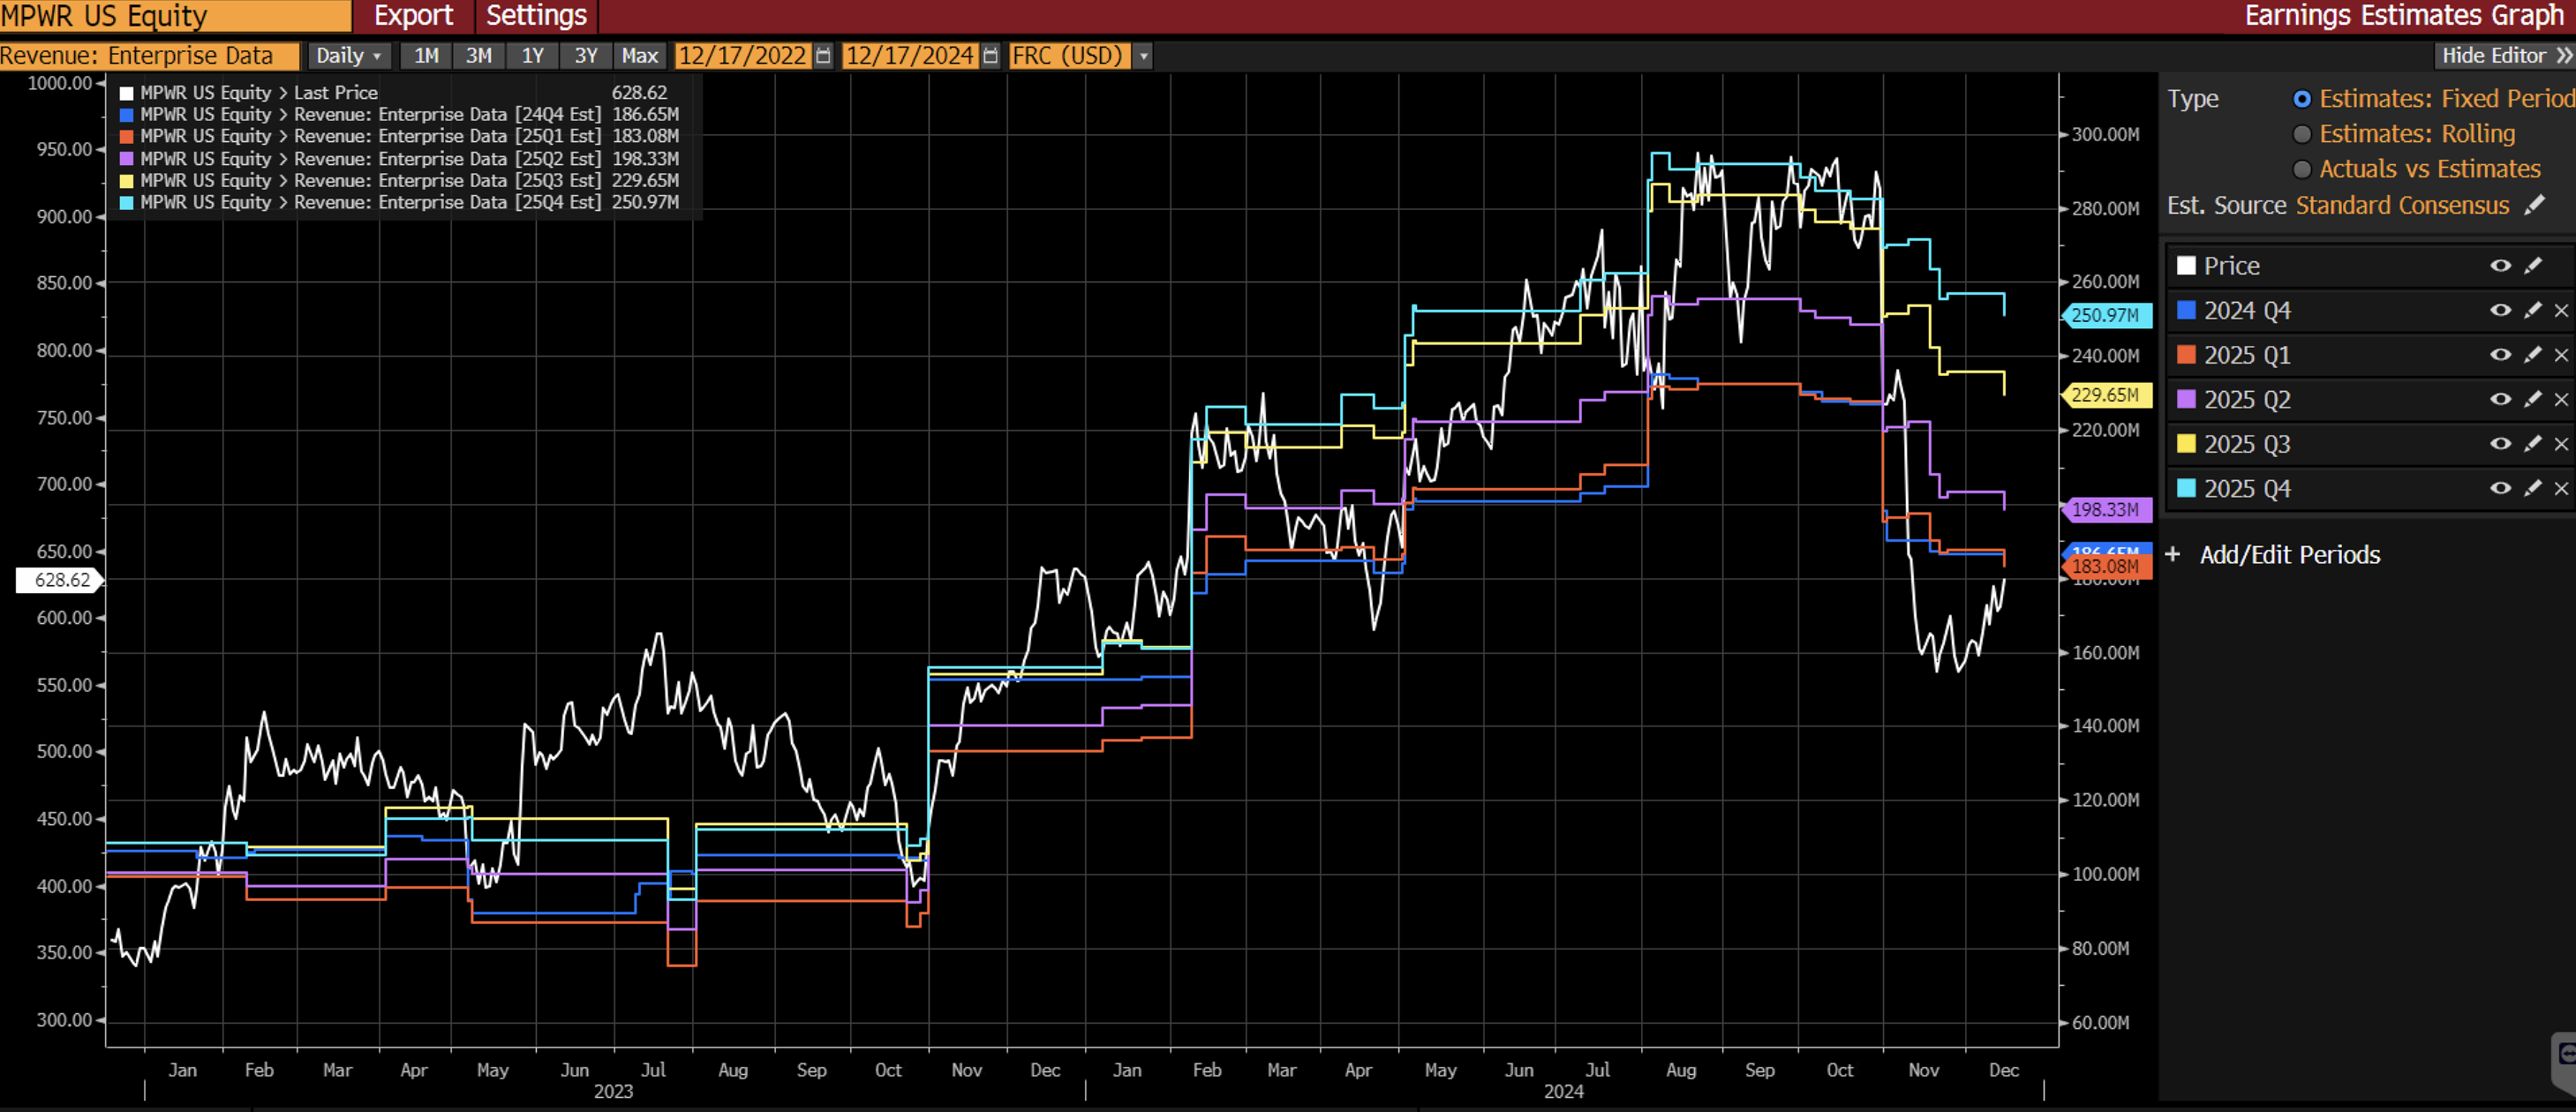 MPWR US Equity Export Settings Earnings Estimates Graph
Revenue: Enterprise Data Daily 1M 3M 1Y 3Y Max 12/17/2022 12/17/2024 FRC (USD) Hide Editor
MPWR US Equity > Last Price 628.62
MPWR US Equity > Revenue: Enterprise Data [24Q4 Est] 186.65M
MPWR US Equity > Revenue: Enterprise Data [25Q1 Est] 183.08M
MPWR US Equity > Revenue: Enterprise Data [25Q2 Est] 198.33M
MPWR US Equity > Revenue: Enterprise Data [25Q3 Est] 229.65M
MPWR US Equity > Revenue: Enterprise Data [25Q4 Est] 250.97M
1000.00
950.00
900.00
850.00
800.00
750.00
700.00
650.00
628.62
600.00
550.00
500.00
450.00
400.00
350.00
300.00
300.00M
280.00M
260.00M
250.97M
240.00M
229.65M
220.00M
198.33M
186.65M
183.08M
180.00M
160.00M
140.00M
120.00M
100.00M
80.00M
60.00M
Jan Feb Mar Apr May Jun Jul Aug Sep Oct Nov Dec Jan Feb Mar Apr May Jun Jul Aug Sep Oct Nov Dec
2023 2024
Type Estimates: Fixed Period
Estimates: Rolling
Actuals vs Estimates
Est. Source Standard Consensus
Price
2024 Q4
2025 Q1
2025 Q2
2025 Q3
2025 Q4
+ Add/Edit Periods